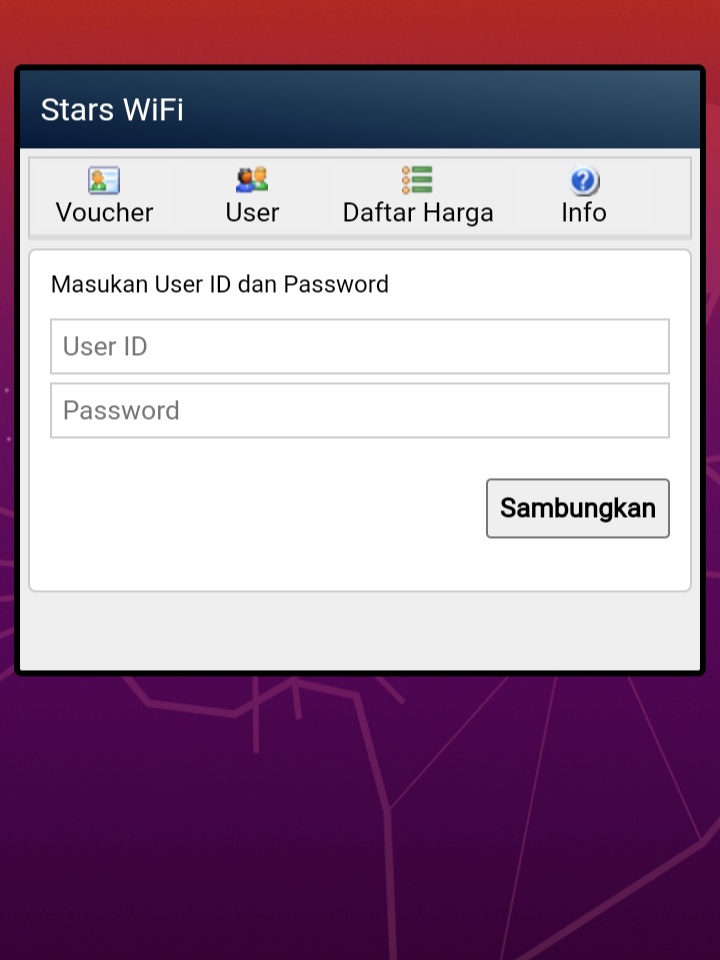 Stars WiFi
Voucher User Daftar Harga Info
Masukan User ID dan Password
User ID
Password
Sambungkan